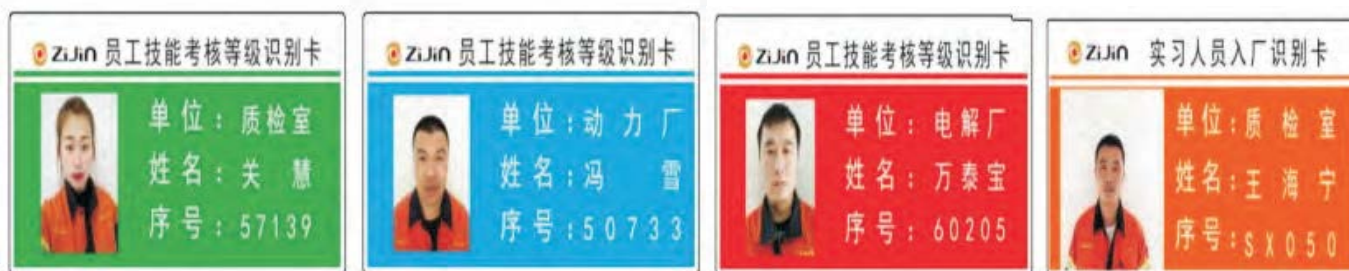 ZiJin 员工技能考核等级识别卡
单位：质检室
姓名：关慧
序号：57139
ZiJin 员工技能考核等级识别卡
单位：动力厂
姓名：冯雪
序号：50733
ZiJin 员工技能考核等级识别卡
单位：电解厂
姓名：万泰宝
序号：60205
ZiJin 实习人员入厂识别卡
单位：质检室
姓名：王海宁
序号：SX050